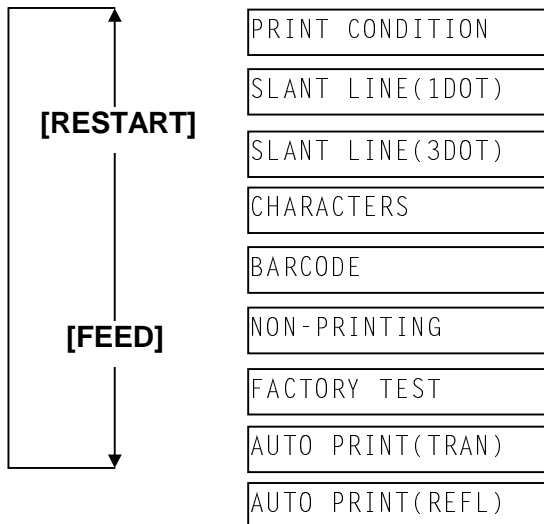 PRINT CONDITION
SLANT LINE(1DOT)
[RESTART]
SLANT LINE(3DOT)
CHARACTERS
BARCODE
[FEED]
NON-PRINTING
FACTORY TEST
AUTO PRINT(TRAN)
AUTO PRINT(REFL)